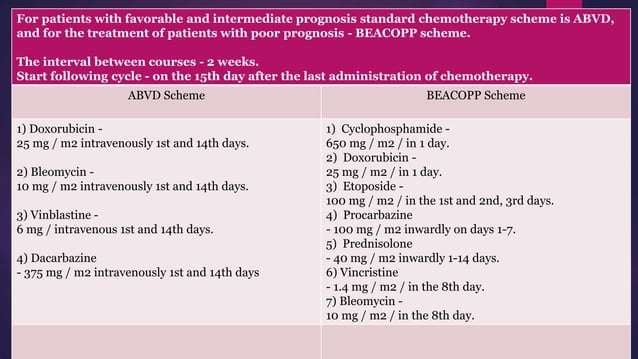 For patients with favorable and intermediate prognosis standard chemotherapy scheme is ABVD,
and for the treatment of patients with poor prognosis - BEACOPP scheme.
The interval between courses - 2 weeks.
Start following cycle - on the 15th day after the last administration of chemotherapy.
ABVD Scheme
BEACOPP Scheme
1) Doxorubicin -
25 mg / m2 intravenously 1st and 14th days.
2) Bleomycin -
10 mg / m2 intravenously 1st and 14th days.
3) Vinblastine -
6 mg / intravenous 1st and 14th days.
4) Dacarbazine
- 375 mg / m2 intravenously 1st and 14th days
1) Cyclophosphamide -
650 mg / m2 / in 1 day.
2) Doxorubicin -
25 mg / m2 / in 1 day.
3) Etoposide -
100 mg / m2 / in the 1st and 2nd, 3rd days.
4) Procarbazine
- 100 mg / m2 inwardly on days 1-7.
5) Prednisolone
- 40 mg / m2 inwardly 1-14 days.
6) Vincristine
- 1.4 mg / m2 / in the 8th day.
7) Bleomycin -
10 mg / m2 / in the 8th day.